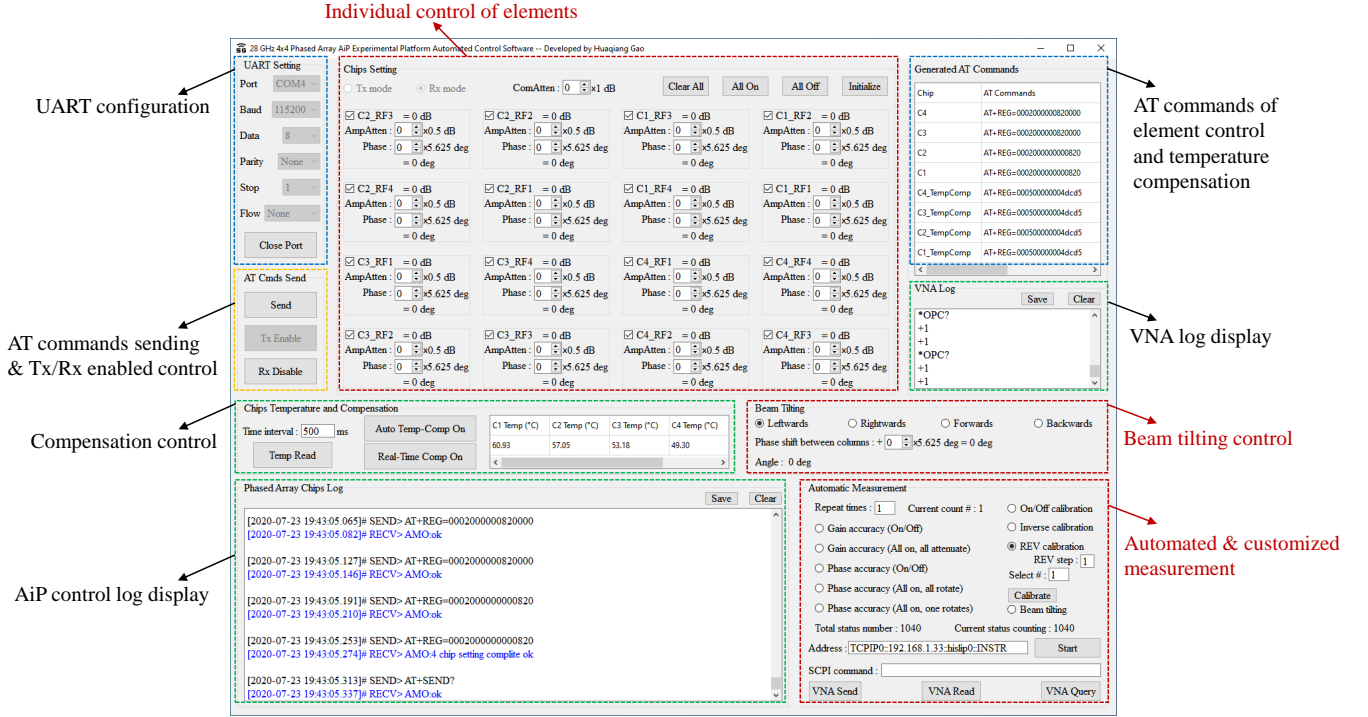 Individual control of elements
28 GHz 4x4 Phased Array AiP Experimental Platform Automated Control Software -- Developed by Huaqiang Gao
UART configuration
UART Setting
Port COM4
Baud 115200
Data 8
Parity None
Stop 1
Flow None
Close Port
AT commands sending
& Tx/Rx enabled control
AT Cmds Send
Send
Tx Enable
Rx Disable
Chips Setting
Tx mode Rx mode ComAtten : 0 x1 dB Clear All All On All Off Initialize
C2_RF3 = 0 dB C2_RF2 = 0 dB C1_RF3 = 0 dB C1_RF2 = 0 dB
AmpAtten : 0 x0.5 dB AmpAtten : 0 x0.5 dB AmpAtten : 0 x0.5 dB AmpAtten : 0 x0.5 dB
Phase : 0 x5.625 deg Phase : 0 x5.625 deg Phase : 0 x5.625 deg Phase : 0 x5.625 deg
= 0 deg = 0 deg = 0 deg = 0 deg
C2_RF4 = 0 dB C2_RF1 = 0 dB C1_RF4 = 0 dB C1_RF1 = 0 dB
AmpAtten : 0 x0.5 dB AmpAtten : 0 x0.5 dB AmpAtten : 0 x0.5 dB AmpAtten : 0 x0.5 dB
Phase : 0 x5.625 deg Phase : 0 x5.625 deg Phase : 0 x5.625 deg Phase : 0 x5.625 deg
= 0 deg = 0 deg = 0 deg = 0 deg
C3_RF1 = 0 dB C3_RF4 = 0 dB C4_RF1 = 0 dB C4_RF4 = 0 dB
AmpAtten : 0 x0.5 dB AmpAtten : 0 x0.5 dB AmpAtten : 0 x0.5 dB AmpAtten : 0 x0.5 dB
Phase : 0 x5.625 deg Phase : 0 x5.625 deg Phase : 0 x5.625 deg Phase : 0 x5.625 deg
= 0 deg = 0 deg = 0 deg = 0 deg
C3_RF2 = 0 dB C3_RF3 = 0 dB C4_RF2 = 0 dB C4_RF3 = 0 dB
AmpAtten : 0 x0.5 dB AmpAtten : 0 x0.5 dB AmpAtten : 0 x0.5 dB AmpAtten : 0 x0.5 dB
Phase : 0 x5.625 deg Phase : 0 x5.625 deg Phase : 0 x5.625 deg Phase : 0 x5.625 deg
= 0 deg = 0 deg = 0 deg = 0 deg
Generated AT Commands
Chip AT Commands
C4 AT+REG=0002000000820000
C3 AT+REG=0002000000820000
C2 AT+REG=0002000000000820
C1 AT+REG=0002000000000820
C4_TempComp AT+REG=000500000004dcd5
C3_TempComp AT+REG=000500000004dcd5
C2_TempComp AT+REG=000500000004dcd5
C1_TempComp AT+REG=000500000004dcd5
AT commands of
element control
and temperature
compensation
VNA Log
Save Clear
*OPC?
+1
*OPC?
+1
+1
VNA log display
Compensation control
Chips Temperature and Compensation
Time interval : 500 ms Auto Temp-Comp On
Temp Read Real-Time Comp On
C1 Temp (°C) C2 Temp (°C) C3 Temp (°C) C4 Temp (°C)
60.93 57.05 53.18 49.30
Beam Tilting
Leftwards Rightwards Forwards Backwards
Phase shift between columns : + 0 x5.625 deg = 0 deg
Angle : 0 deg
Beam tilting control
AiP control log display
Phased Array Chips Log
Save Clear
[2020-07-23 19:43:05.065]# SEND> AT+REG=0002000000820000
[2020-07-23 19:43:05.082]# RECV> AMO:ok
[2020-07-23 19:43:05.127]# SEND> AT+REG=0002000000820000
[2020-07-23 19:43:05.146]# RECV> AMO:ok
[2020-07-23 19:43:05.191]# SEND> AT+REG=0002000000000820
[2020-07-23 19:43:05.210]# RECV> AMO:ok
[2020-07-23 19:43:05.253]# SEND> AT+REG=0002000000000820
[2020-07-23 19:43:05.274]# RECV> AMO:4 chip setting complite ok
[2020-07-23 19:43:05.313]# SEND> AT+SEND?
[2020-07-23 19:43:05.337]# RECV> AMO:ok
Automatic Measurement
Repeat times : 1 Current count # : 1 On/Off calibration
Gain accuracy (On/Off) Inverse calibration
Gain accuracy (All on, all attenuate) REV calibration
REV step : 1
Phase accuracy (On/Off) Select # : 1
Phase accuracy (All on, all rotate) Calibrate
Phase accuracy (All on, one rotates) Beam tilting
Total status number : 1040 Current status counting : 1040
Address : TCPIP0::192.168.1.33::hislip0::INSTR Start
SCPI command :
VNA Send VNA Read VNA Query
Automated & customized
measurement